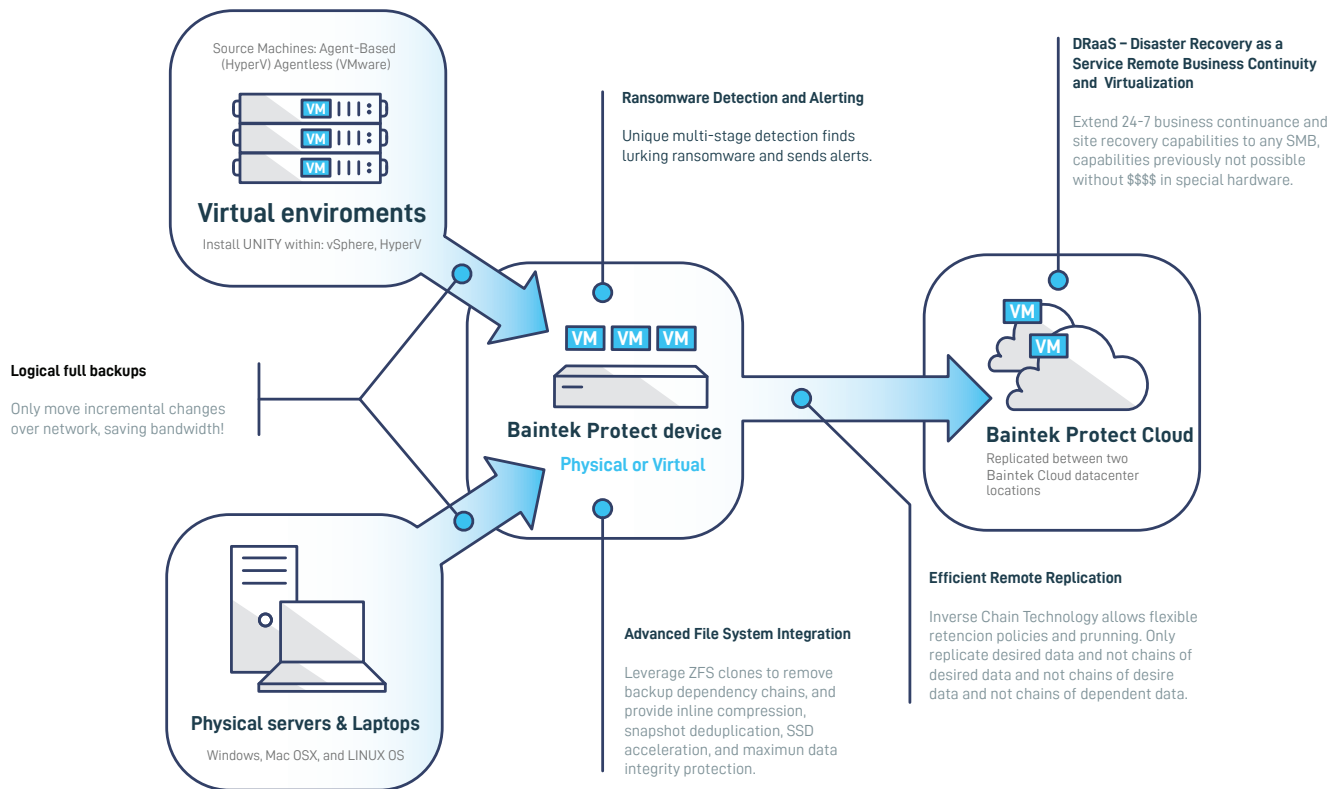 Source Machines: Agent-Based
(HyperV) Agentless (VMware)
VM
VM
VM
Virtual enviroments
Install UNITY within: vSphere, HyperV
Ransomware Detection and Alerting
Unique multi-stage detection finds
lurking ransomware and sends alerts.
DRaaS – Disaster Recovery as a
Service Remote Business Continuity
and Virtualization
Extend 24-7 business continuance and
site recovery capabilities to any SMB,
capabilities previously not possible
without $$$$ in special hardware.
Logical full backups
Only move incremental changes
over network, saving bandwidth!
VM VM VM
Baintek Protect device
Physical or Virtual
VM
VM
Baintek Protect Cloud
Replicated between two
Baintek Cloud datacenter
locations
Physical servers & Laptops
Windows, Mac OSX, and LINUX OS
Advanced File System Integration
Leverage ZFS clones to remove
backup dependency chains, and
provide inline compression,
snapshot deduplication, SSD
acceleration, and maximun data
integrity protection.
Efficient Remote Replication
Inverse Chain Technology allows flexible
retencion policies and prunning. Only
replicate desired data and not chains of
desired data and not chains of desire
data and not chains of dependent data.